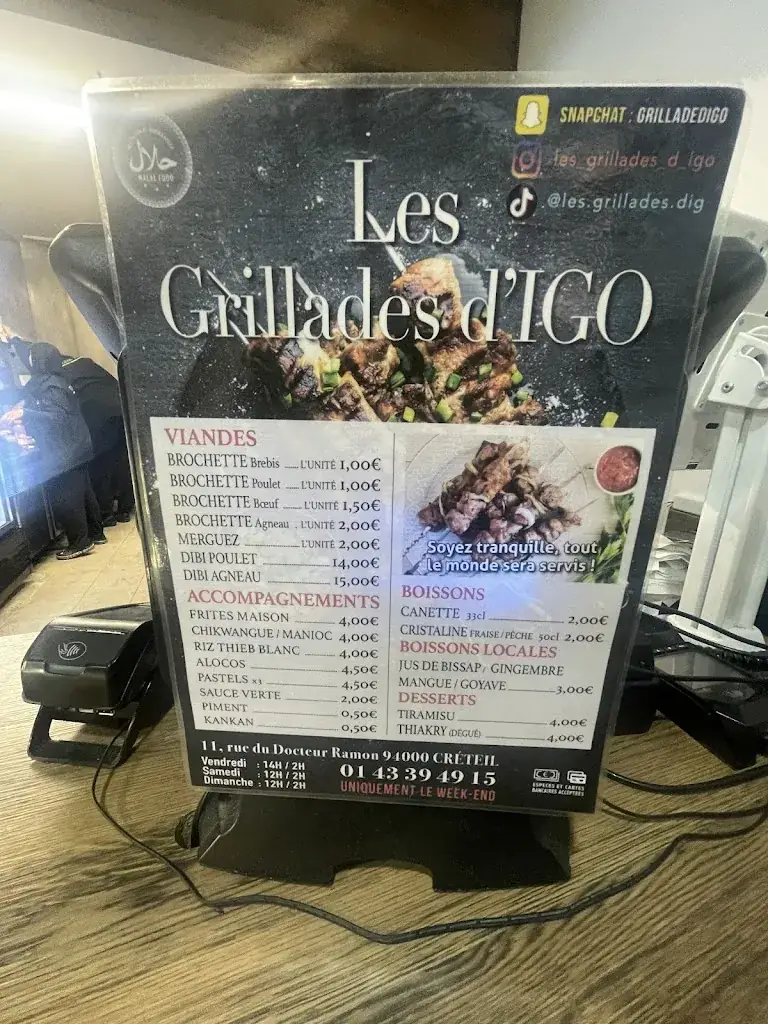 حلال
HALAL FOOD
SNAPCHAT : GRILLADEDIGO
les_grillades_d_igo
@les.grillades.dig
Les
Grillades d'IGO
VIANDES
BROCHETTE Brebis ...... L'UNITÉ 1,00€
BROCHETTE Poulet ...... L'UNITÉ 1,00€
BROCHETTE Bœuf ...... L'UNITÉ 1,50€
BROCHETTE Agneau . L'UNITÉ 2,00€
MERGUEZ ...... L'UNITÉ 2,00€
DIBI POULET ...... 14,00€
DIBI AGNEAU ...... 15,00€
ACCOMPAGNEMENTS
FRITES MAISON ...... 4,00€
CHIKWANGUE / MANIOC 4,00€
RIZ THIEB BLANC ...... 4,00€
ALOCOS ...... 4,50€
PASTELS x3 ...... 4,50€
SAUCE VERTE ...... 2,00€
PIMENT ...... 0,50€
KANKAN ...... 0,50€
Soyez tranquille, tout
le monde sera servis !
BOISSONS
CANETTE 33cl ...... 2,00€
CRISTALINE FRAISE/PÊCHE 50cl 2,00€
BOISSONS LOCALES
JUS DE BISSAP / GINGEMBRE
MANGUE / GOYAVE ...... 3,00€
DESSERTS
TIRAMISU ...... 4,00€
THIAKRY (DÉGUÉ) ...... 4,00€
11, rue du Docteur Ramon 94000 CRÉTEIL
Vendredi : 14H / 2H
Samedi : 12H / 2H
Dimanche : 12H / 2H
01 43 39 49 15
UNIQUEMENT LE WEEK-END
ESPECES ET CARTES
BANCAIRES ACCEPTÉES